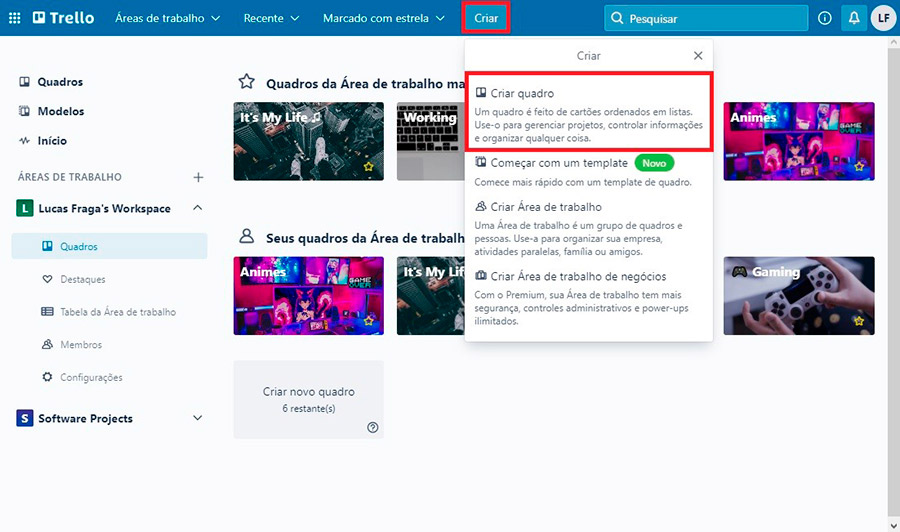 Trello
Áreas de trabalho
Recente
Marcado com estrela
Criar
Pesquisar
LF
Quadros
Modelos
Início
ÁREAS DE TRABALHO
L Lucas Fraga's Workspace
Quadros
Destaques
Tabela da Área de trabalho
Membros
Configurações
S Software Projects
Quadros da Área de trabalho ma
It's My Life
Working
Animes
GAME OVER
Seus quadros da Área de trabalh
Animes
GAME OVER
It's My Lif
Gaming
Criar novo quadro
6 restante(s)
Criar
Criar quadro
Um quadro é feito de cartões ordenados em listas.
Use-o para gerenciar projetos, controlar informações
e organizar qualquer coisa.
Começar com um template Novo
Comece mais rápido com um template de quadro.
Criar Área de trabalho
Uma Área de trabalho é um grupo de quadros e
pessoas. Use-a para organizar sua empresa,
atividades paralelas, família ou amigos.
Criar Área de trabalho de negócios
Com o Premium, sua Área de trabalho tem mais
segurança, controles administrativos e power-ups
ilimitados.